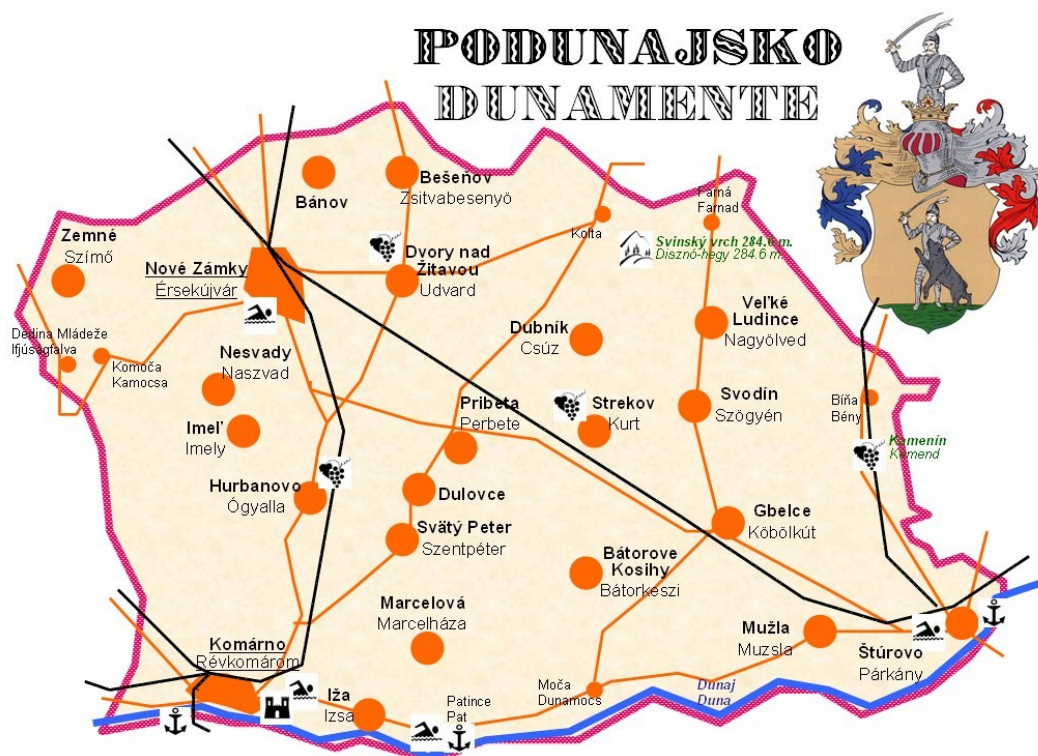 PODUNAJSKO
DUNAMENTE
Bešeňov
Zsitvabesenyö
Bánov
Farná
Farnad
Kolta
Zemné
Szímő
Svinský vrch 284.6 m.
Disznó-hegy 284.6 m.
Dvory nad
Žitavou
Udvard
Nové Zámky
Érsekújvár
Veľké
Ludince
Nagyölved
Dubník
Csúz
Dedina Mládeže
Ifjúságfalva
Komoča
Kamocsa
Nesvady
Naszvad
Svodín
Szögyén
Bíňa
Bény
Pribeta
Perbete
Strekov
Kurt
Imeľ
Imely
Kamenín
Kemend
Hurbanovo
Ógyalla
Dulovce
Gbelce
Köbölkút
Svätý Peter
Szentpéter
Bátorove
Kosihy
Bátorkeszi
Marcelová
Marcelháza
Mužla
Muzsla
Štúrovo
Párkány
Komárno
Révkomárom
Moča
Dunamocs
Dunaj
Duna
Iža
Izsa
Patince
Pat